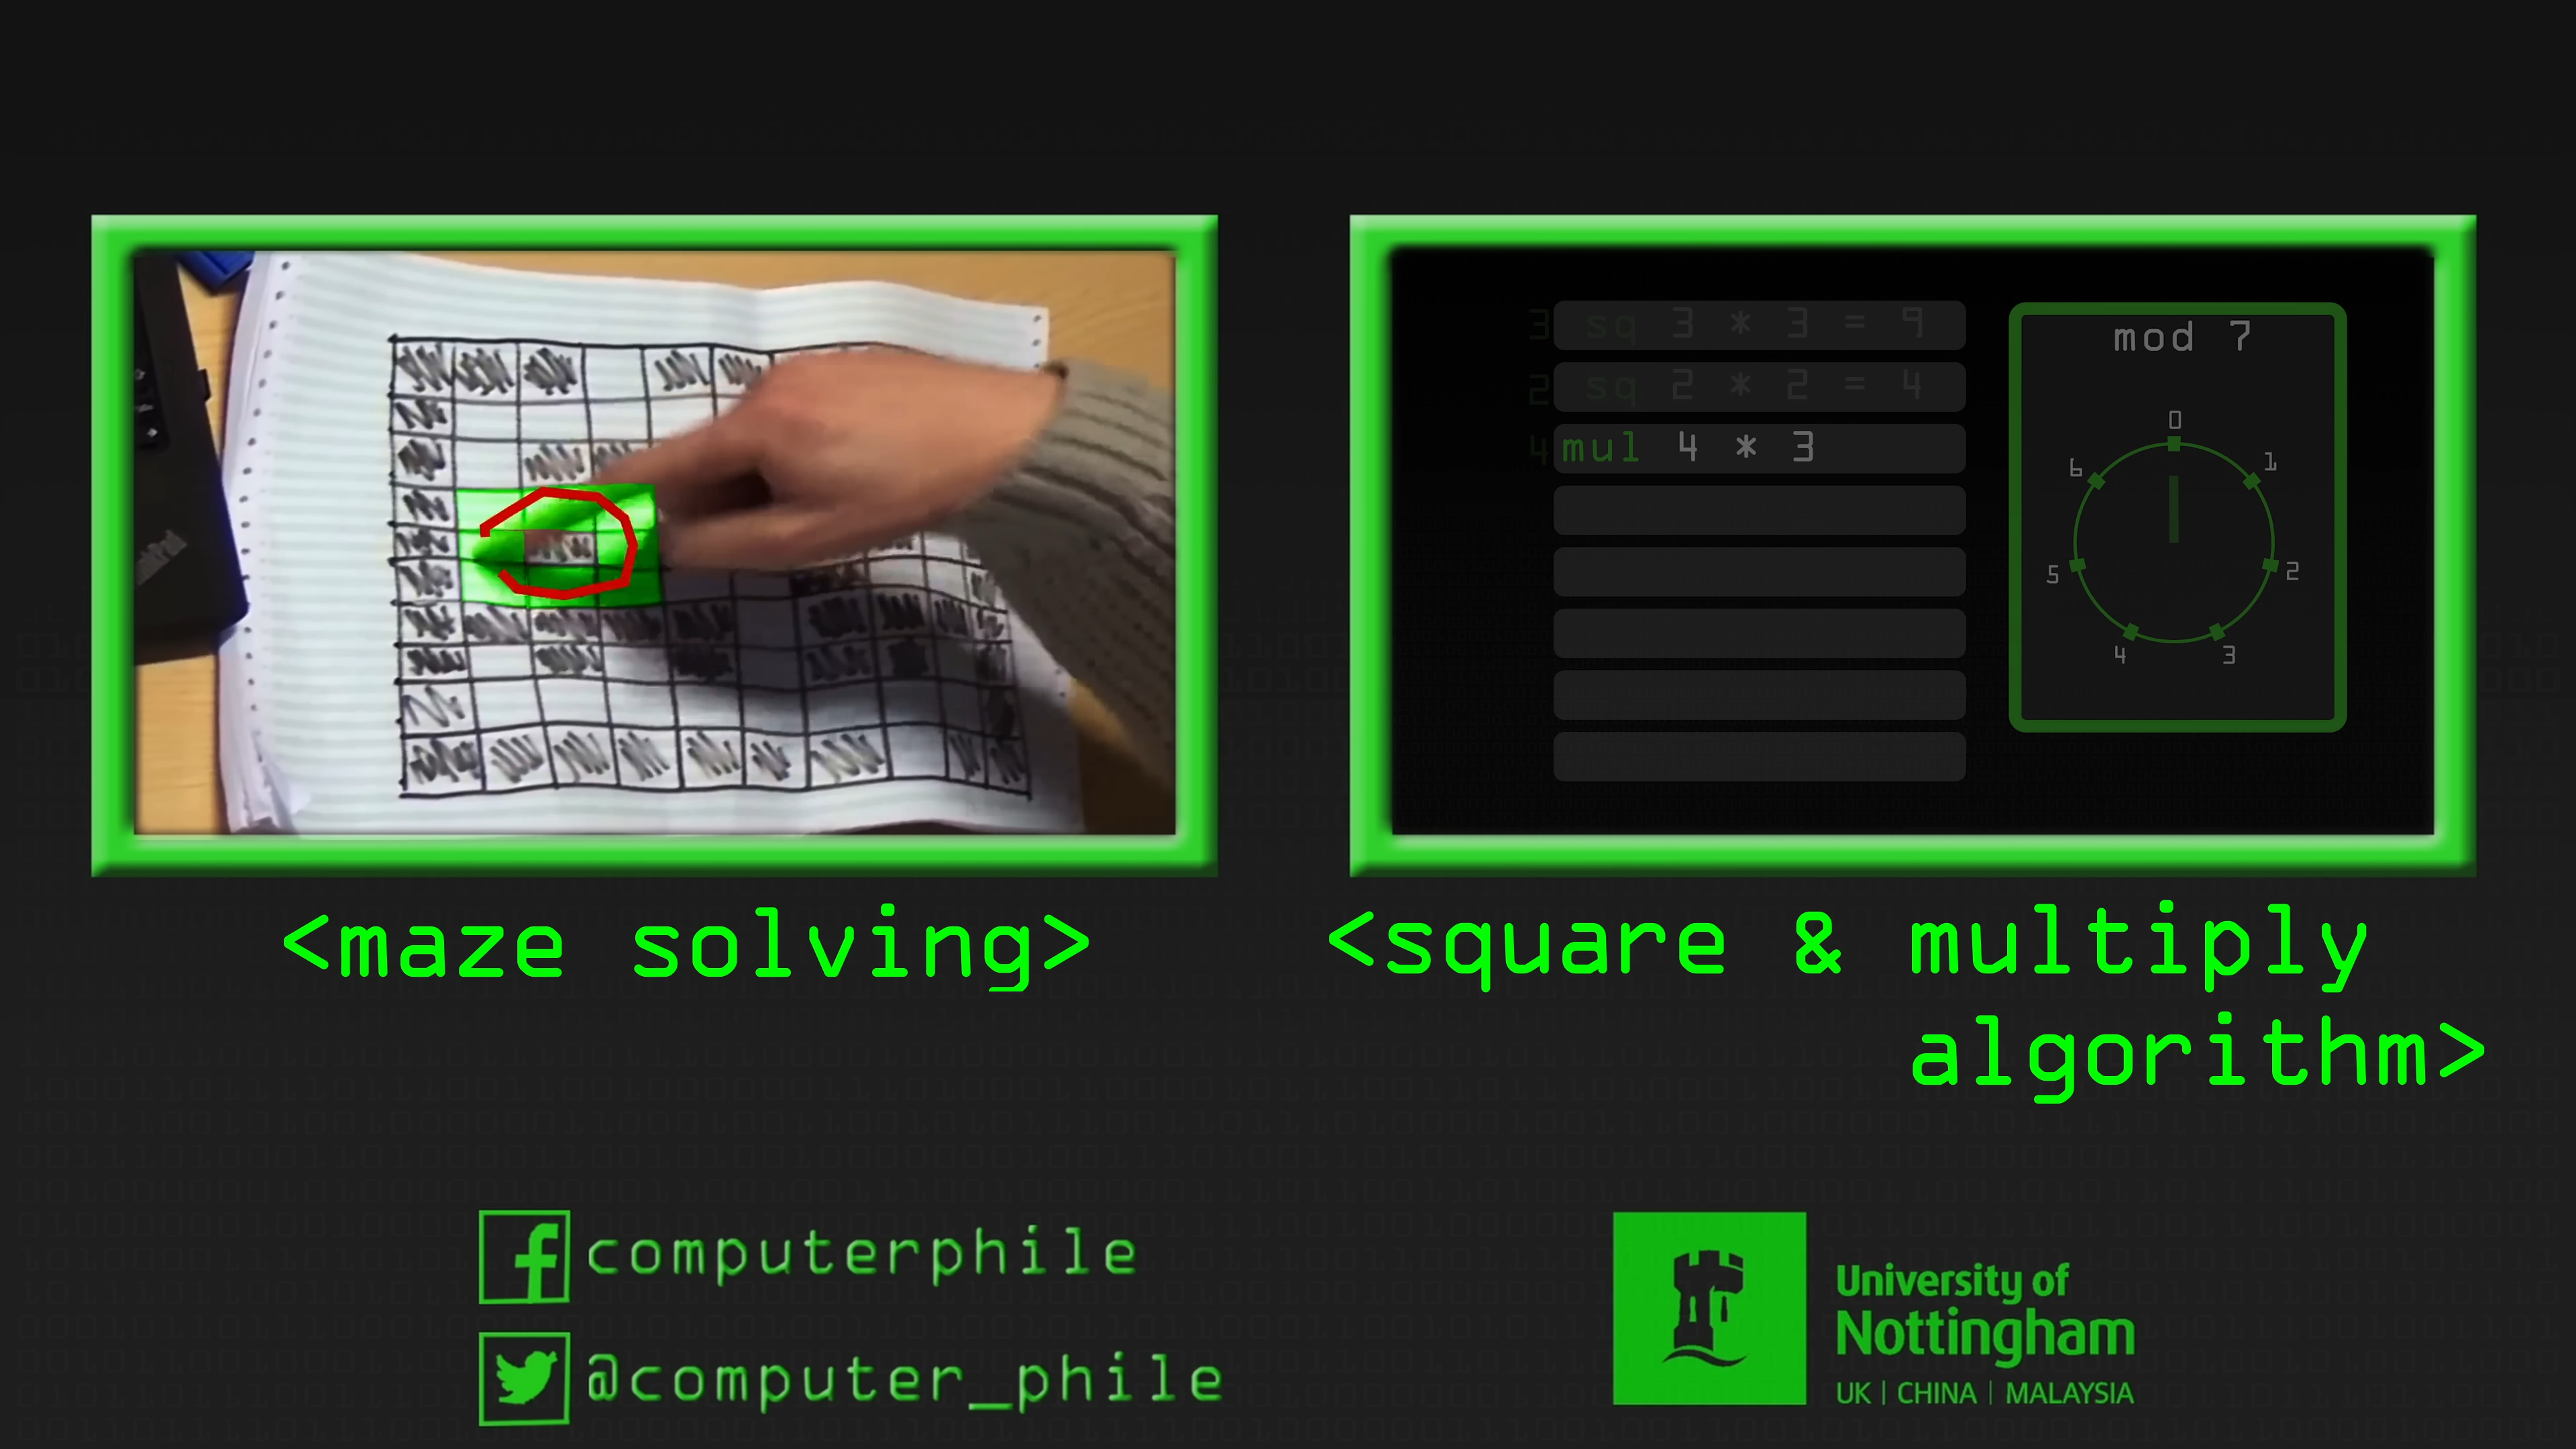 3 sq 3 * 3 = 9
2 sq 2 * 2 = 4
4 mul 4 * 3
mod 7
0
1
2
3
4
5
6
<maze solving>
<square & multiply
algorithm>
computerphile
@computer_phile
University of
Nottingham
UK | CHINA | MALAYSIA